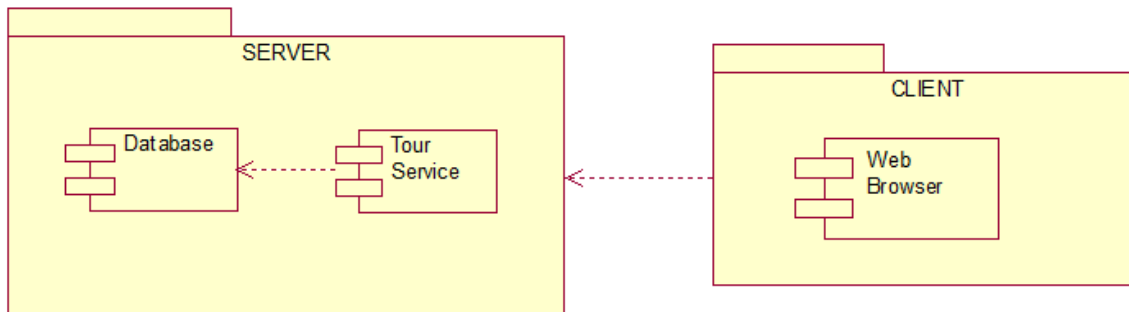 SERVER
Database
Tour
Service
CLIENT
Web
Browser